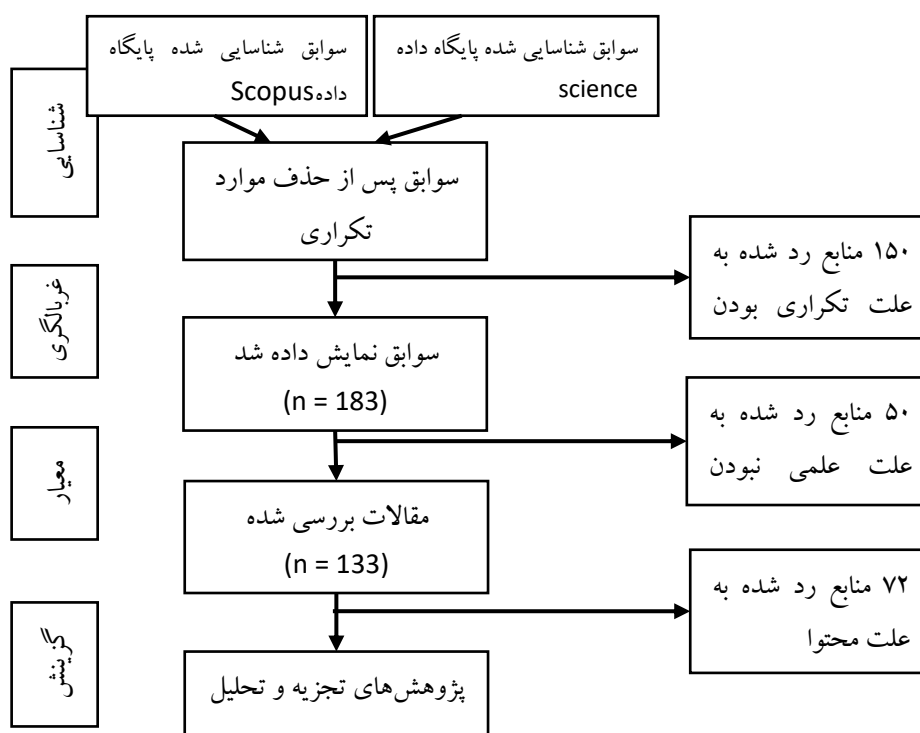 سوابق شناسایی شده پایگاه داده
science
سوابق شناسایی شده پایگاه
دادهScopus
شناسایی
سوابق پس از حذف موارد
تکراری
۱۵۰ منابع رد شده به
علت تکراری بودن
غربالگری
سوابق نمایش داده شد
(n = 183)
۵۰ منابع رد شده به
علت علمی نبودن
معیار
مقالات بررسی شده
(n = 133)
۷۲ منابع رد شده به
علت محتوا
گزینش
پژوهش‌های تجزیه و تحلیل